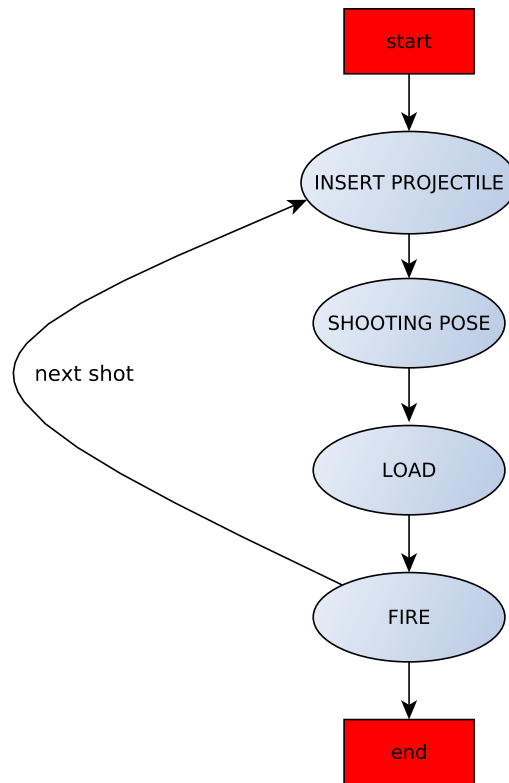 start
INSERT PROJECTILE
SHOOTING POSE
next shot
LOAD
FIRE
end